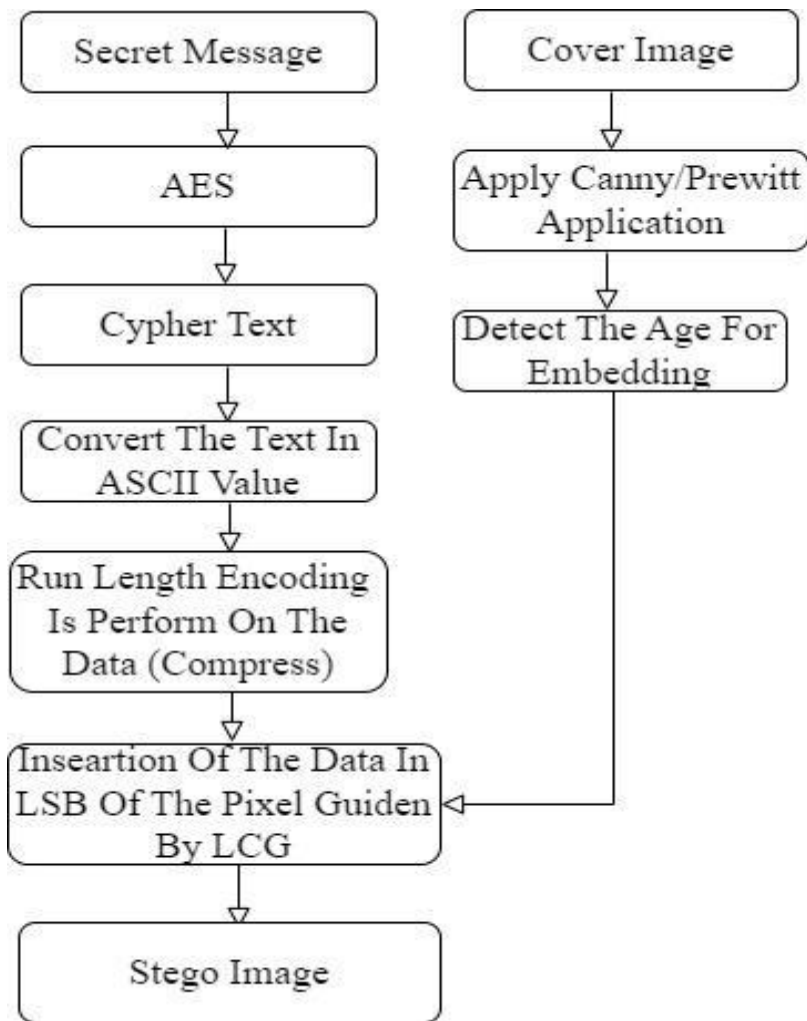 Secret Message
AES
Cypher Text
Convert The Text In
ASCII Value
Run Length Encoding
Is Perform On The
Data (Compress)
Inseartion Of The Data In
LSB Of The Pixel Guiden
By LCG
Stego Image
Cover Image
Apply Canny/Prewitt
Application
Detect The Age For
Embedding